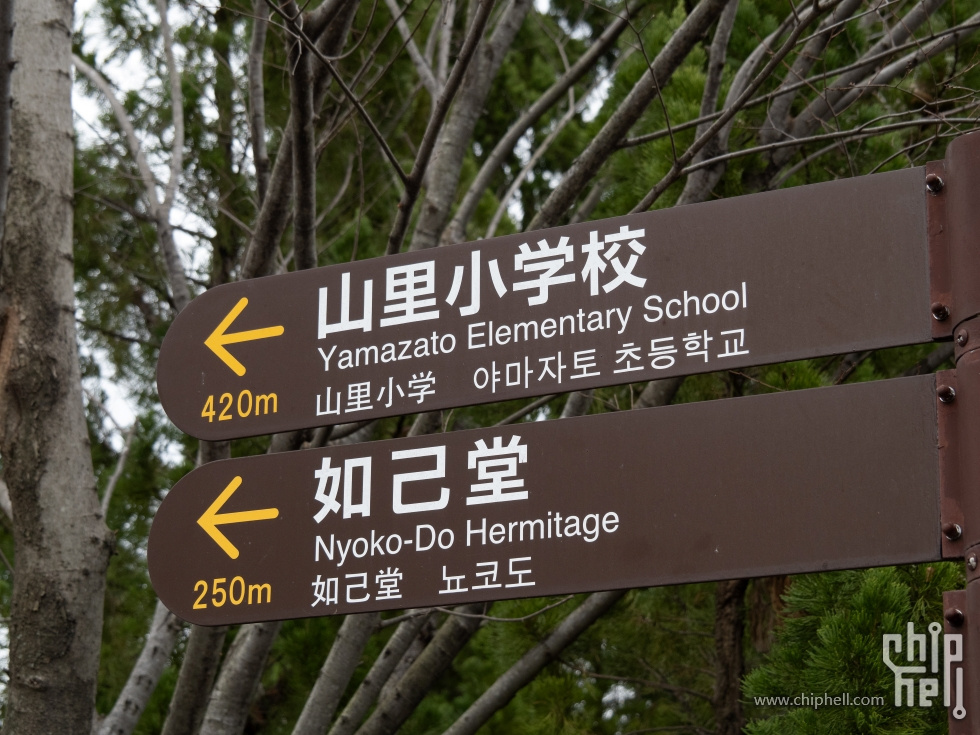 山里小学校
Yamazato Elementary School
山里小学 야마자토 초등학교
420m
如己堂
Nyoko-Do Hermitage
如己堂 뇨코도
250m
www.chiphell.com
chip
hell